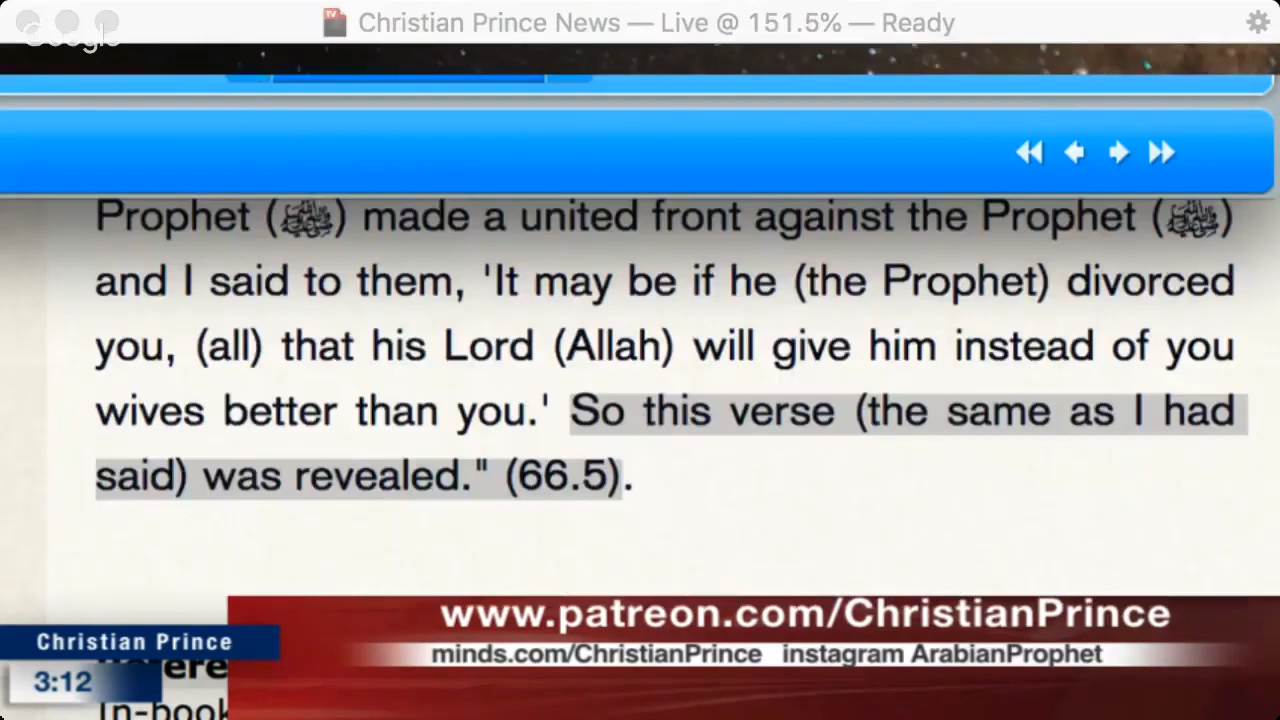 Christian Prince News — Live @ 151.5% — Ready
Google
Prophet (ﷺ) made a united front against the Prophet (ﷺ)
and I said to them, 'It may be if he (the Prophet) divorced
you, (all) that his Lord (Allah) will give him instead of you
wives better than you.' So this verse (the same as I had
said) was revealed." (66.5).
www.patreon.com/ChristianPrince
Christian Prince
minds.com/ChristianPrince instagram ArabianProphet
3:12
In-book